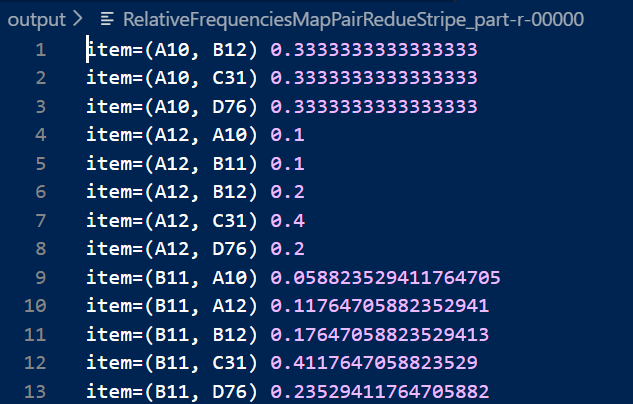 output > RelativeFrequenciesMapPairRedueStripe_part-r-00000
1 item=(A10, B12) 0.3333333333333333
2 item=(A10, C31) 0.3333333333333333
3 item=(A10, D76) 0.3333333333333333
4 item=(A12, A10) 0.1
5 item=(A12, B11) 0.1
6 item=(A12, B12) 0.2
7 item=(A12, C31) 0.4
8 item=(A12, D76) 0.2
9 item=(B11, A10) 0.058823529411764705
10 item=(B11, A12) 0.11764705882352941
11 item=(B11, B12) 0.17647058823529413
12 item=(B11, C31) 0.4117647058823529
13 item=(B11, D76) 0.23529411764705882